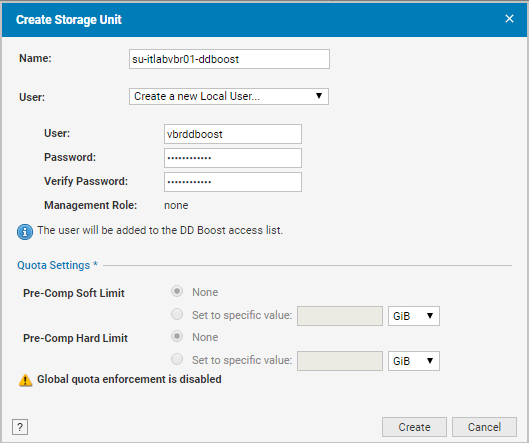 Create Storage Unit ×
Name: su-itlabvbr01-ddboost
User: Create a new Local User... ▼
User: vbrddboost
Password: ••••••••••••
Verify Password: ••••••••••••
Management Role: none
The user will be added to the DD Boost access list.
Quota Settings *
Pre-Comp Soft Limit None
Set to specific value: GiB ▼
Pre-Comp Hard Limit None
Set to specific value: GiB ▼
Global quota enforcement is disabled
? Create Cancel